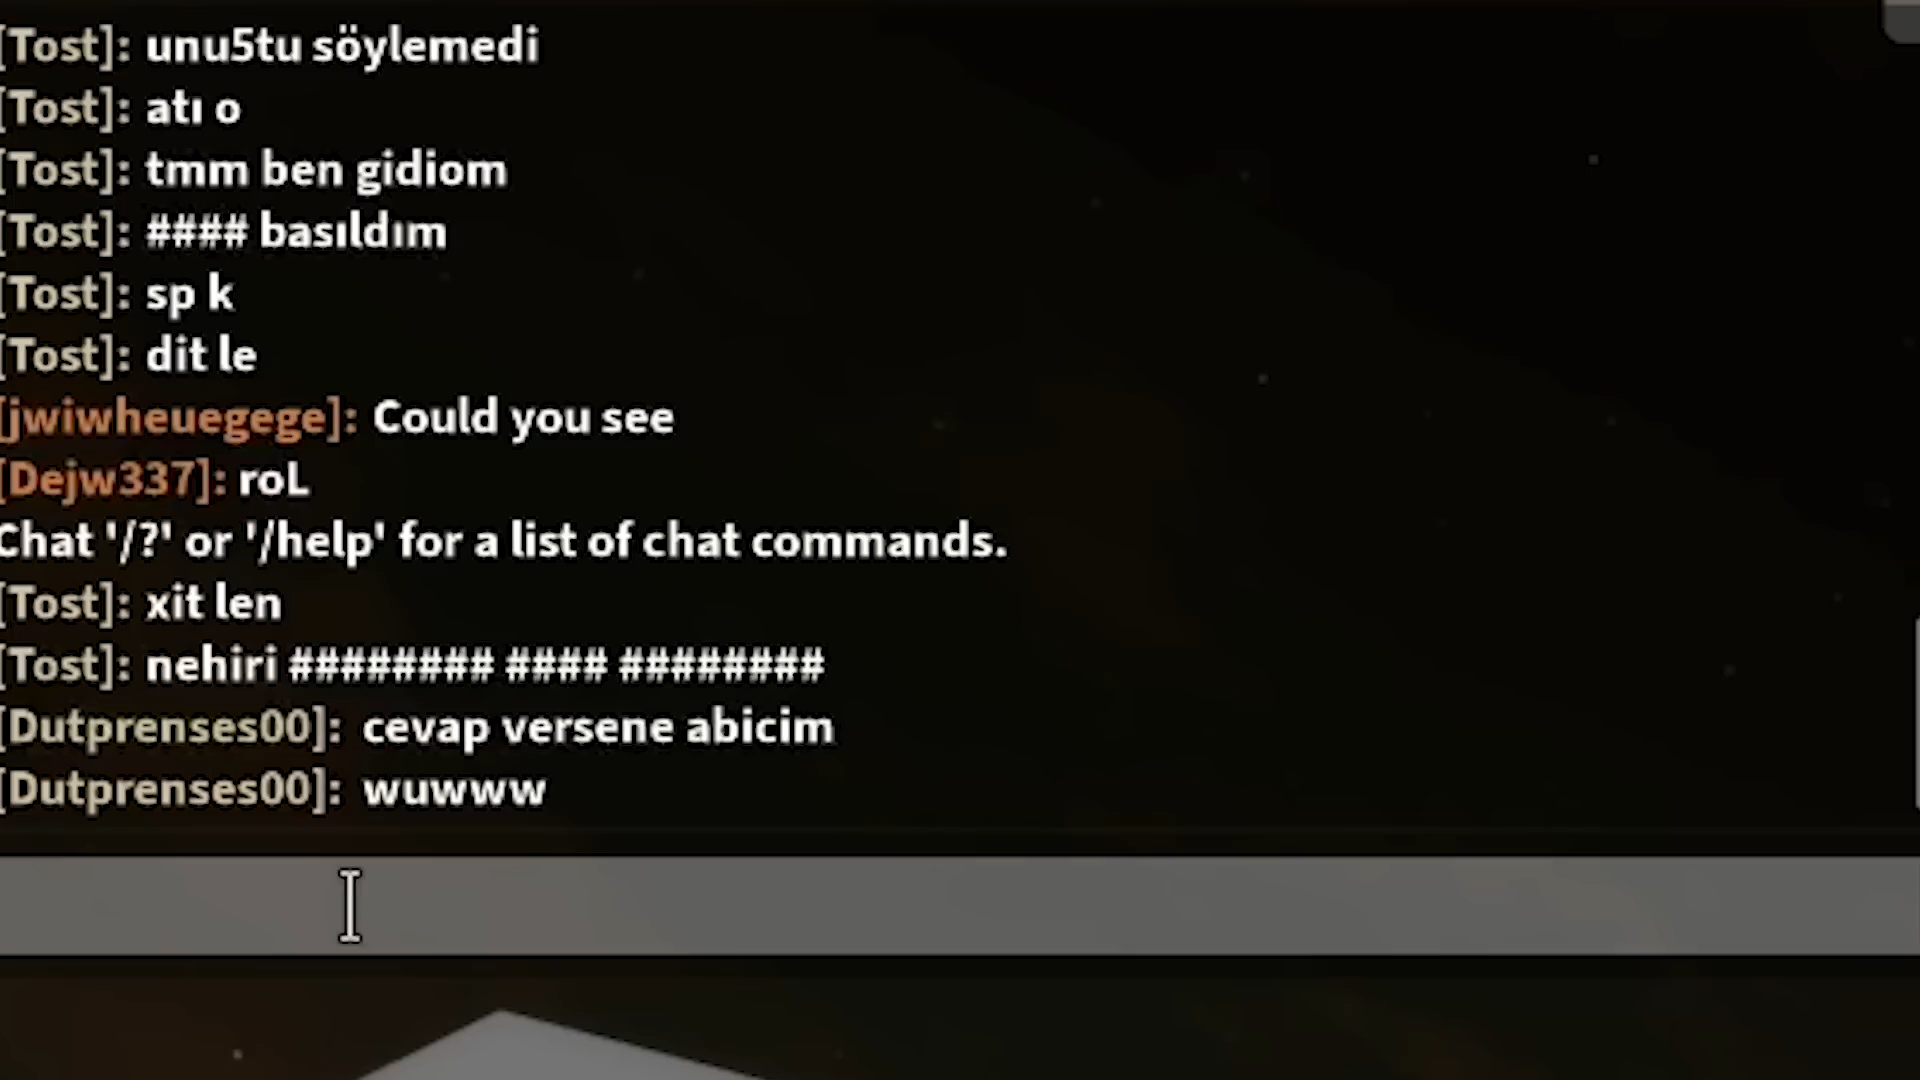 [Tost]: unu5tu söylemedi
[Tost]: atı o
[Tost]: tmm ben gidiom
[Tost]: #### basıldım
[Tost]: sp k
[Tost]: dit le
[jwiwheuegege]: Could you see
[Dejw337]: roL
Chat '/?' or '/help' for a list of chat commands.
[Tost]: xit len
[Tost]: nehiri ######## #### ########
[Dutprenses00]: cevap versene abicim
[Dutprenses00]: wuwww